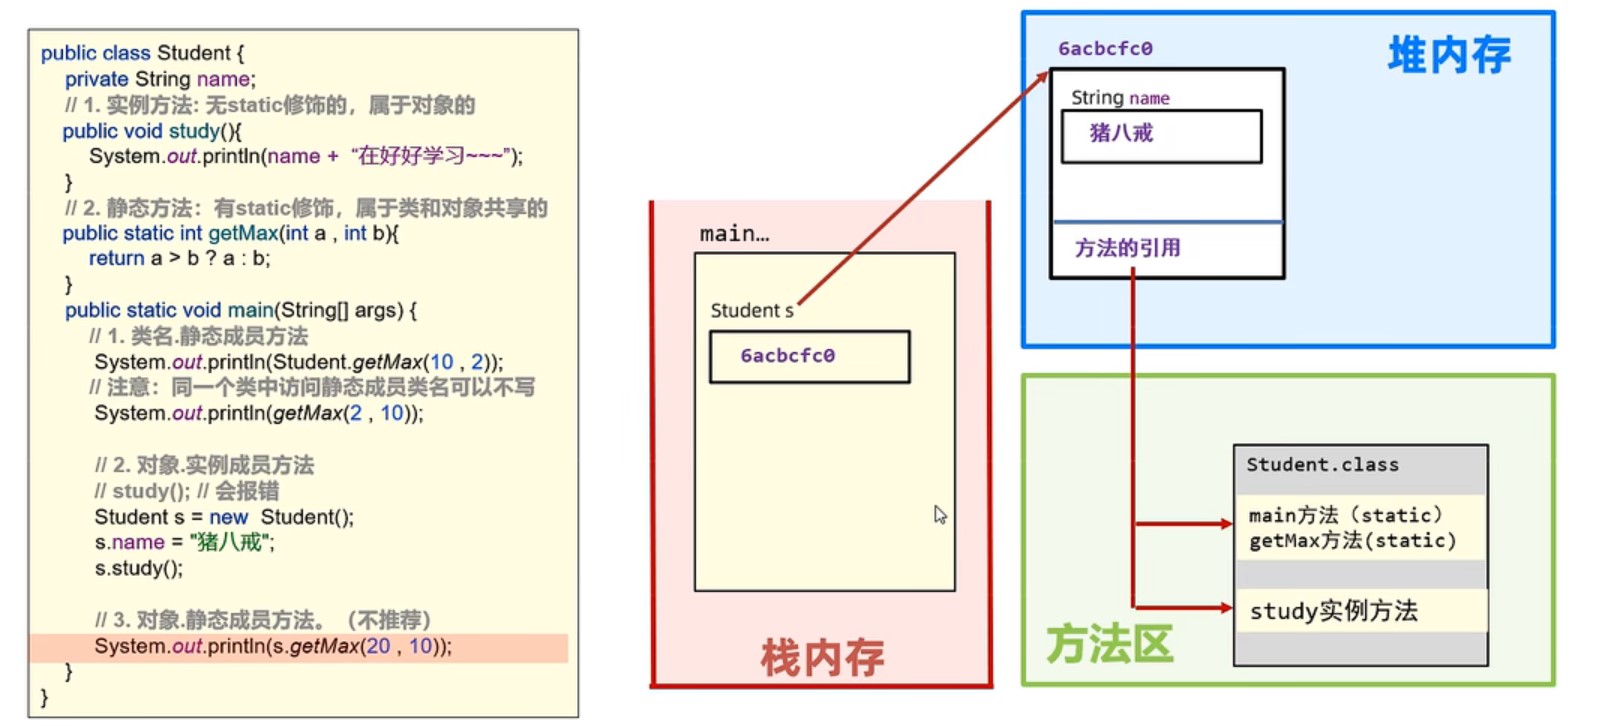 public class Student {
private String name;
// 1. 实例方法: 无static修饰的，属于对象的
public void study(){
System.out.println(name + “在好好学习~~~”);
}
// 2. 静态方法：有static修饰，属于类和对象共享的
public static int getMax(int a , int b){
return a > b ? a : b;
}
public static void main(String[] args) {
// 1. 类名.静态成员方法
System.out.println(Student.getMax(10 , 2));
// 注意：同一个类中访问静态成员类名可以不写
System.out.println(getMax(2 , 10));
// 2. 对象.实例成员方法
// study(); // 会报错
Student s = new Student();
s.name = "猪八戒";
s.study();
// 3. 对象.静态成员方法。（不推荐）
System.out.println(s.getMax(20 , 10));
}
}
main…
Student s
6acbcfc0
栈内存
6acbcfc0
堆内存
String name
猪八戒
方法的引用
Student.class
main方法（static）
getMax方法(static)
study实例方法
方法区